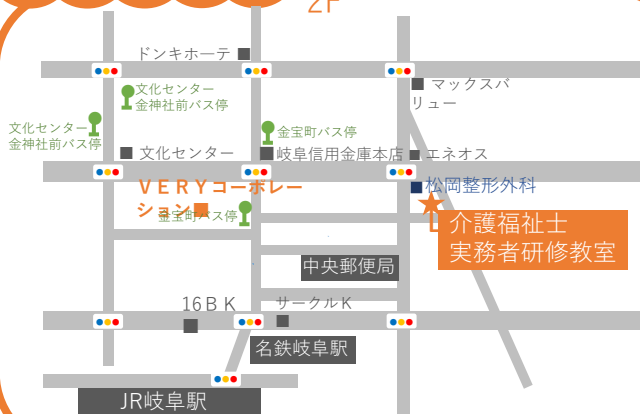 2F
ドンキホーテ
マックスバ
リュー
文化センター
金神社前バス停
文化センター
金神社前バス停
金宝町バス停
文化センター
岐阜信用金庫本店
エネオス
ＶＥＲＹコーポレー
ション
松岡整形外科
金宝町バス停
介護福祉士
実務者研修教室
中央郵便局
16ＢＫ
サークルＫ
名鉄岐阜駅
JR岐阜駅